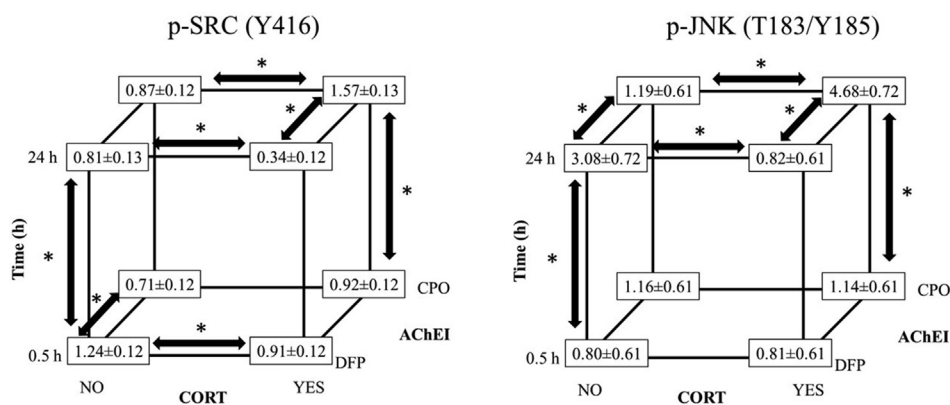 p-SRC (Y416)
0.87±0.12
*
1.57±0.13
*
*
24 h
0.81±0.13
0.34±0.12
*
Time (h)
*
*
0.71±0.12
0.92±0.12
CPO
*
AChEI
0.5 h
1.24±0.12
0.91±0.12
DFP
NO
CORT
YES
p-JNK (T183/Y185)
1.19±0.61
*
4.68±0.72
*
*
*
24 h
3.08±0.72
0.82±0.61
*
Time (h)
*
1.16±0.61
1.14±0.61
CPO
AChEI
0.5 h
0.80±0.61
0.81±0.61
DFP
NO
CORT
YES